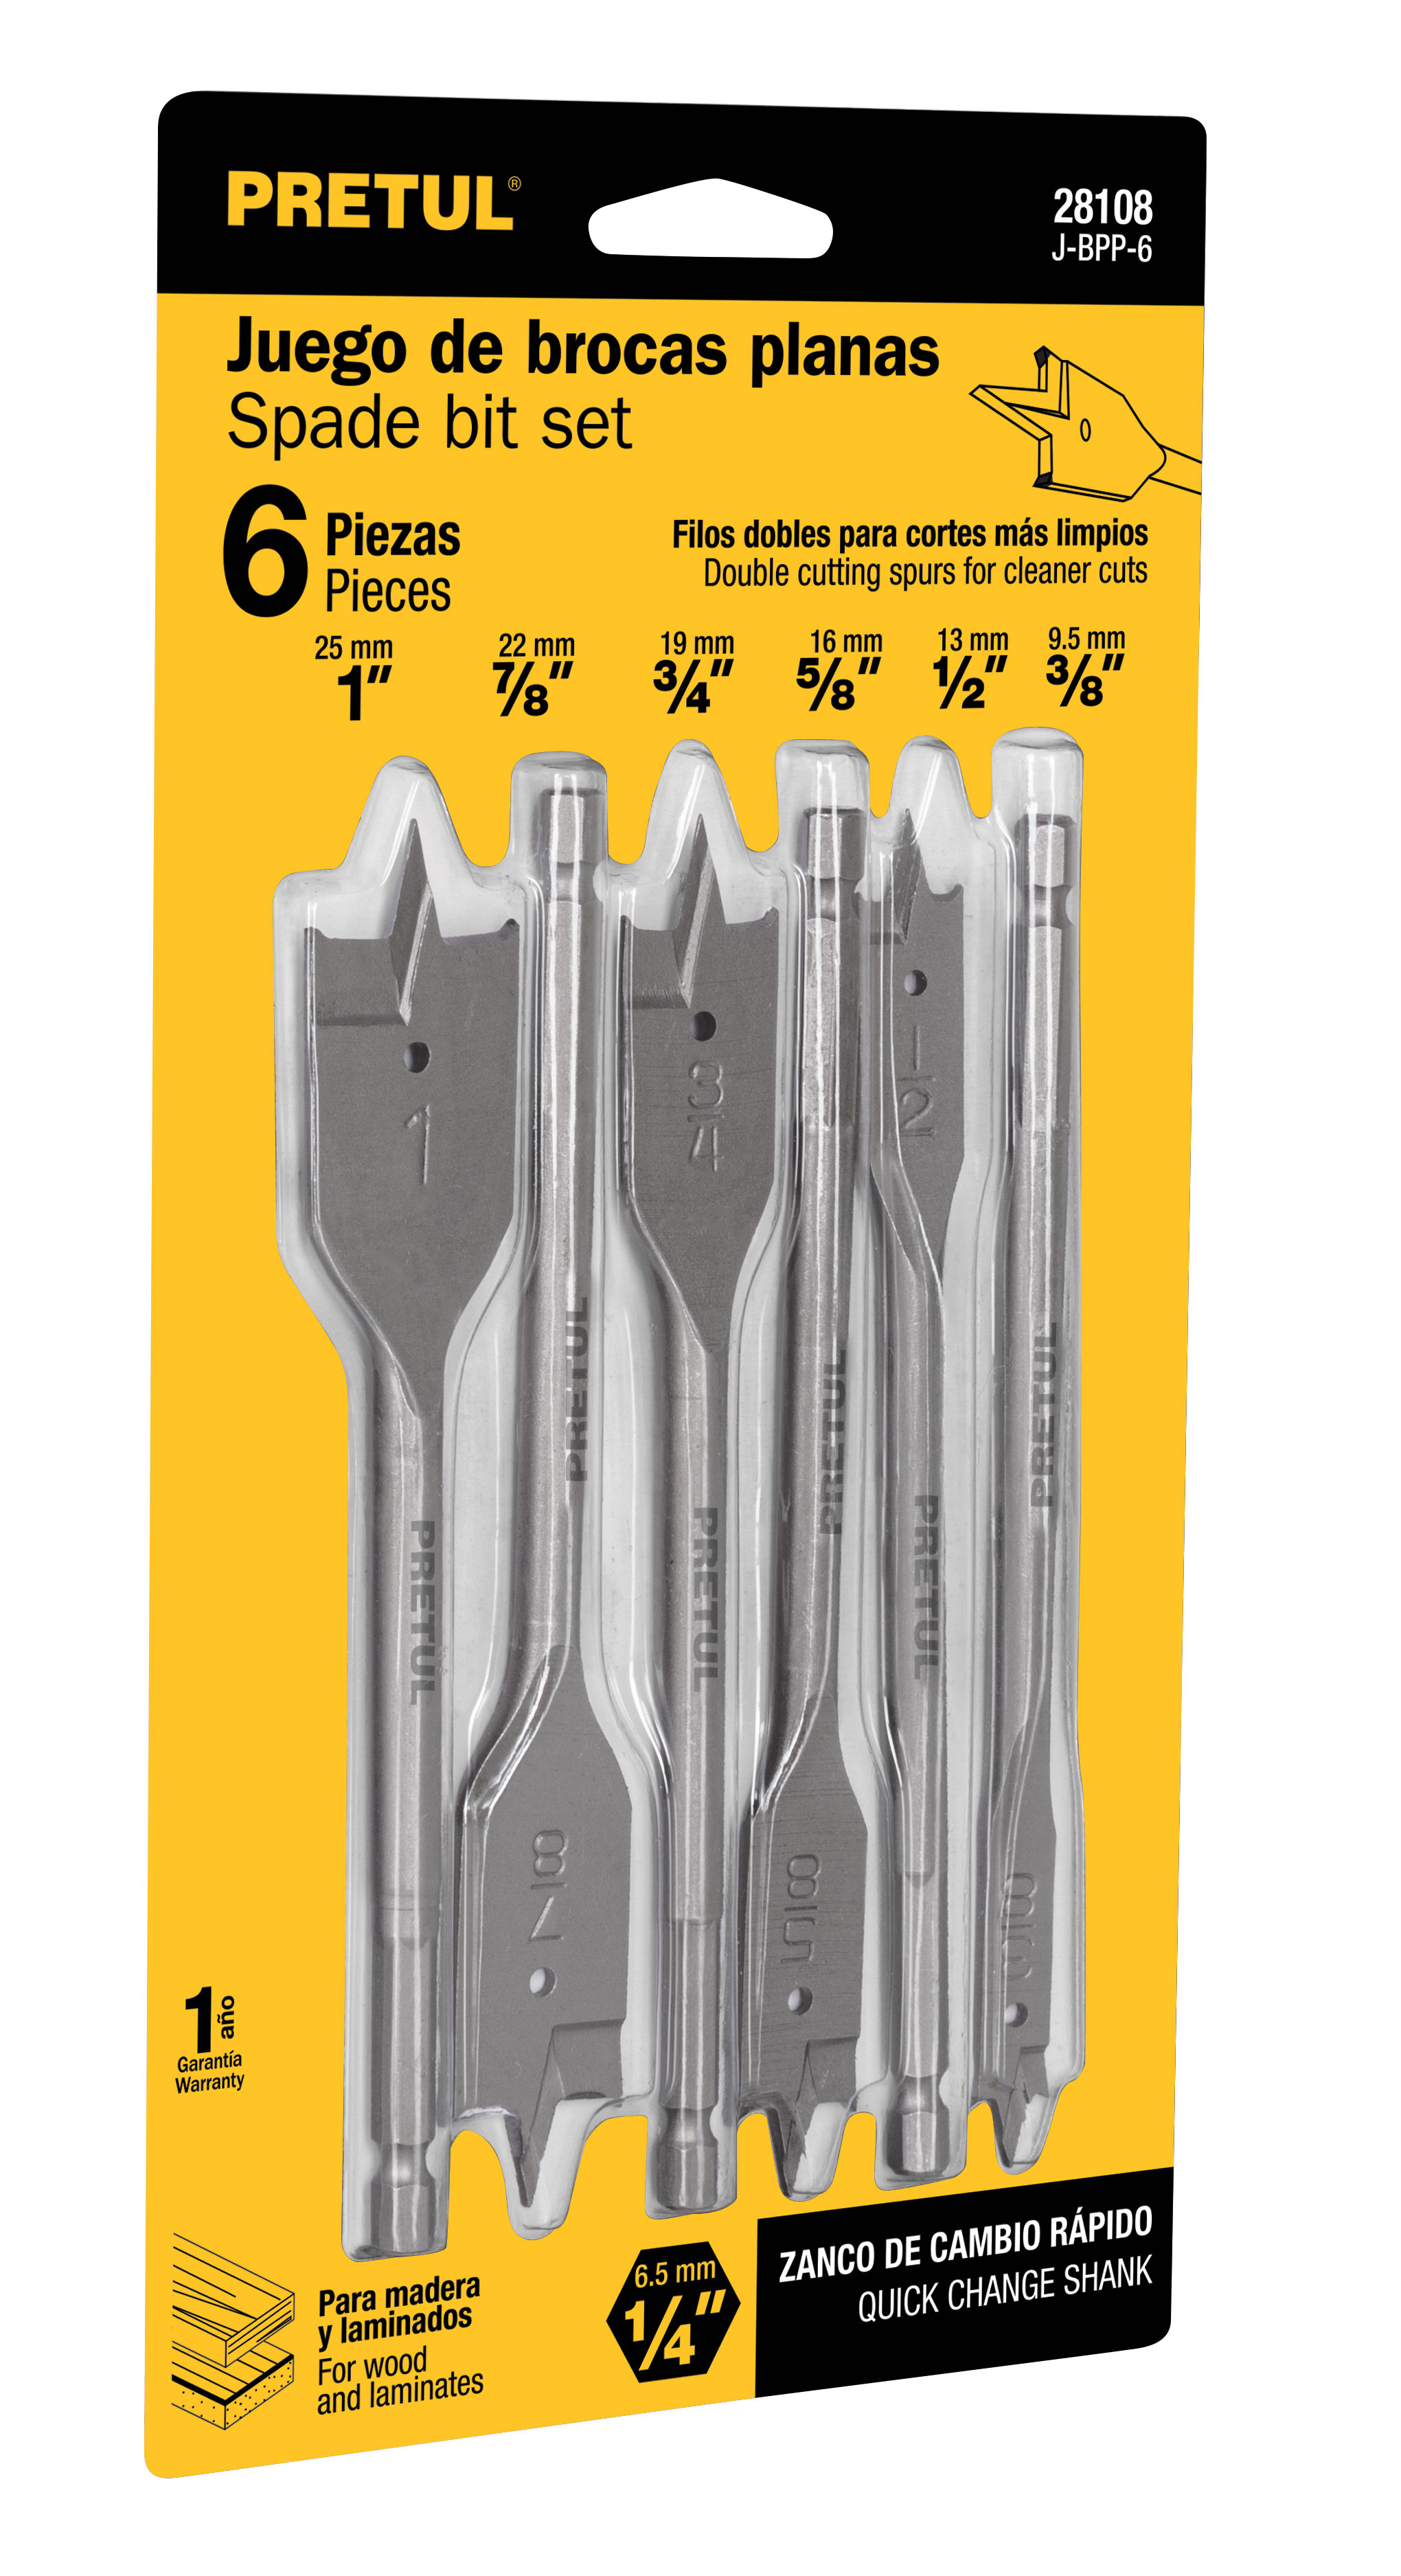 PRETUL®
28108
J-BPP-6
Juego de brocas planas
Spade bit set
6 Piezas
Pieces
Filos dobles para cortes más limpios
Double cutting spurs for cleaner cuts
25 mm
1″
22 mm
7/8″
19 mm
3/4″
16 mm
5/8″
13 mm
1/2″
9.5 mm
3/8″
1
3/4
1/2
PRETUL
PRETUL
PRETUL
PRETUL
PRETUL
PRETUL
7/8
5/8
3/8
1 año
Garantía
Warranty
Para madera
y laminados
For wood
and laminates
6.5 mm
1/4″
ZANCO DE CAMBIO RÁPIDO
QUICK CHANGE SHANK